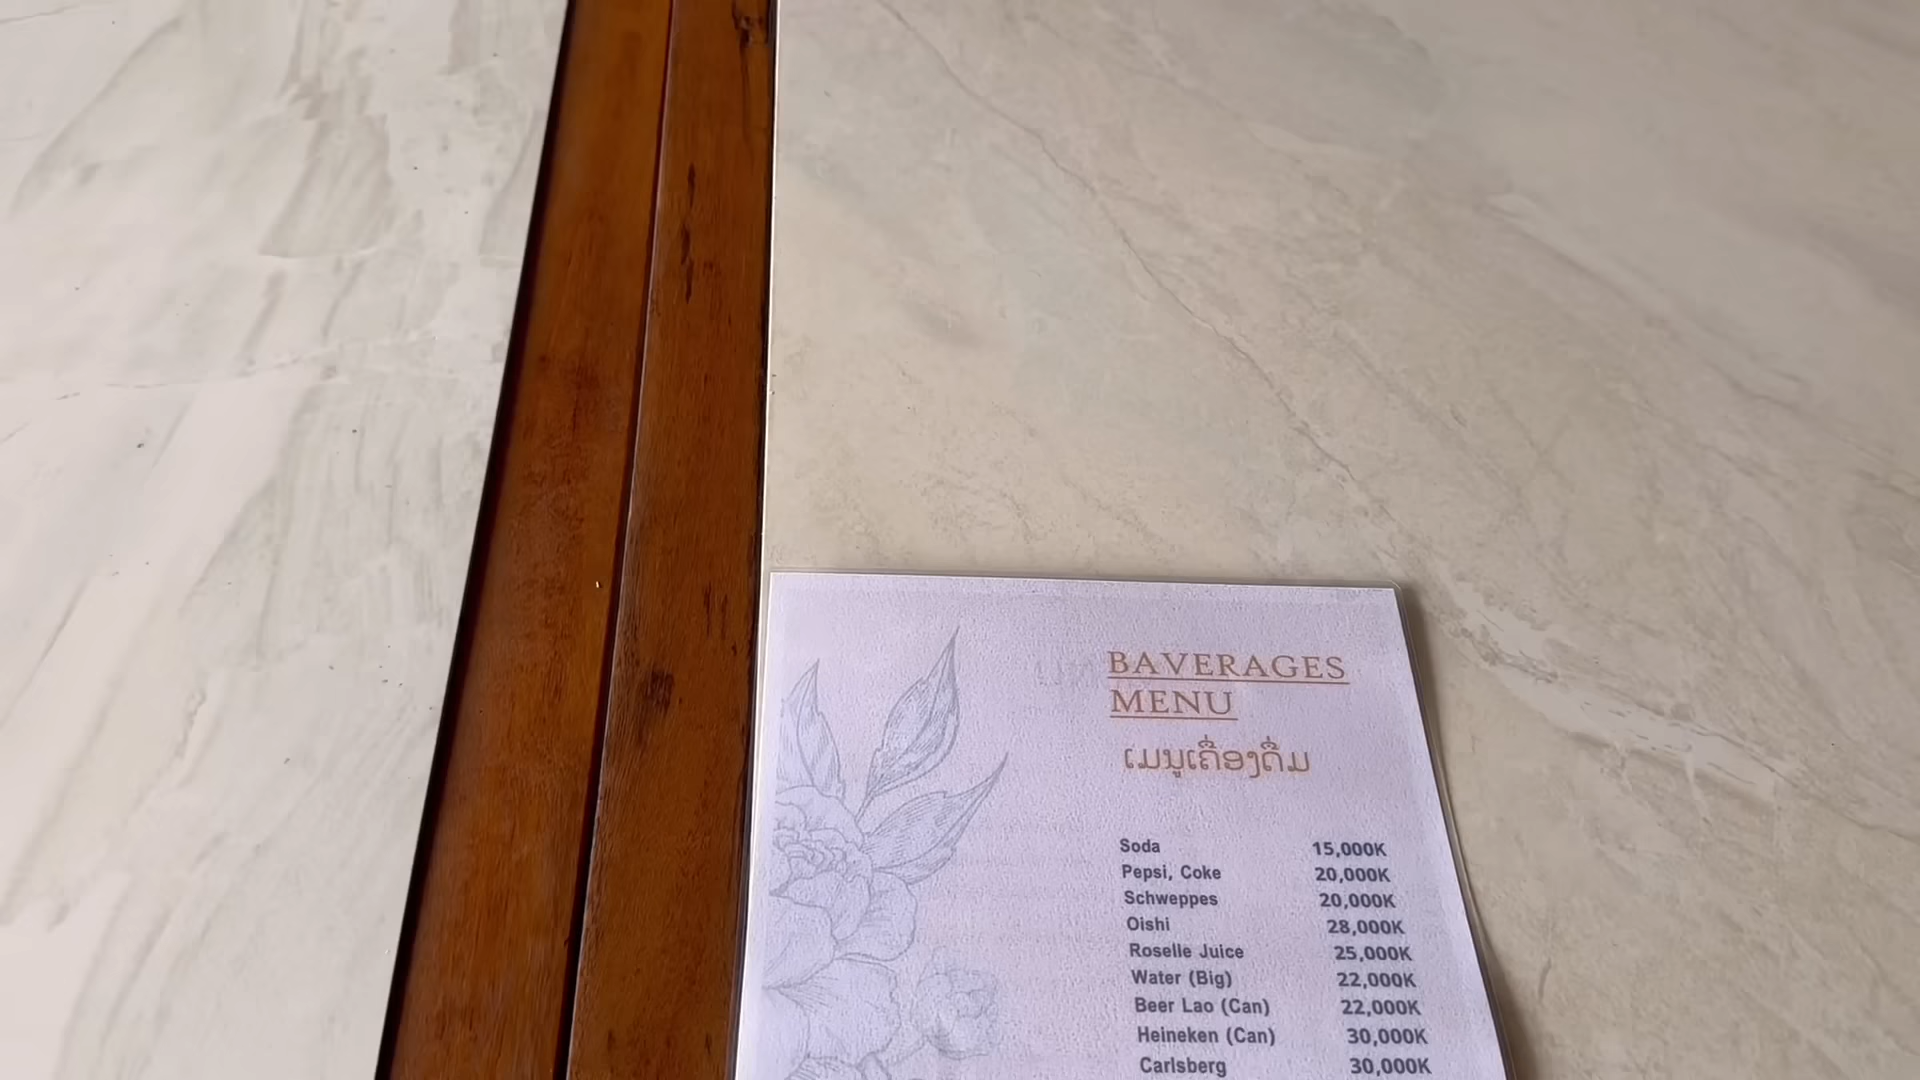 BAVERAGES
MENU
ເມນູເຄື່ອງດື່ມ
Soda 15,000K
Pepsi, Coke 20,000K
Schweppes 20,000K
Oishi 28,000K
Roselle Juice 25,000K
Water (Big) 22,000K
Beer Lao (Can) 22,000K
Heineken (Can) 30,000K
Carlsberg 30,000K